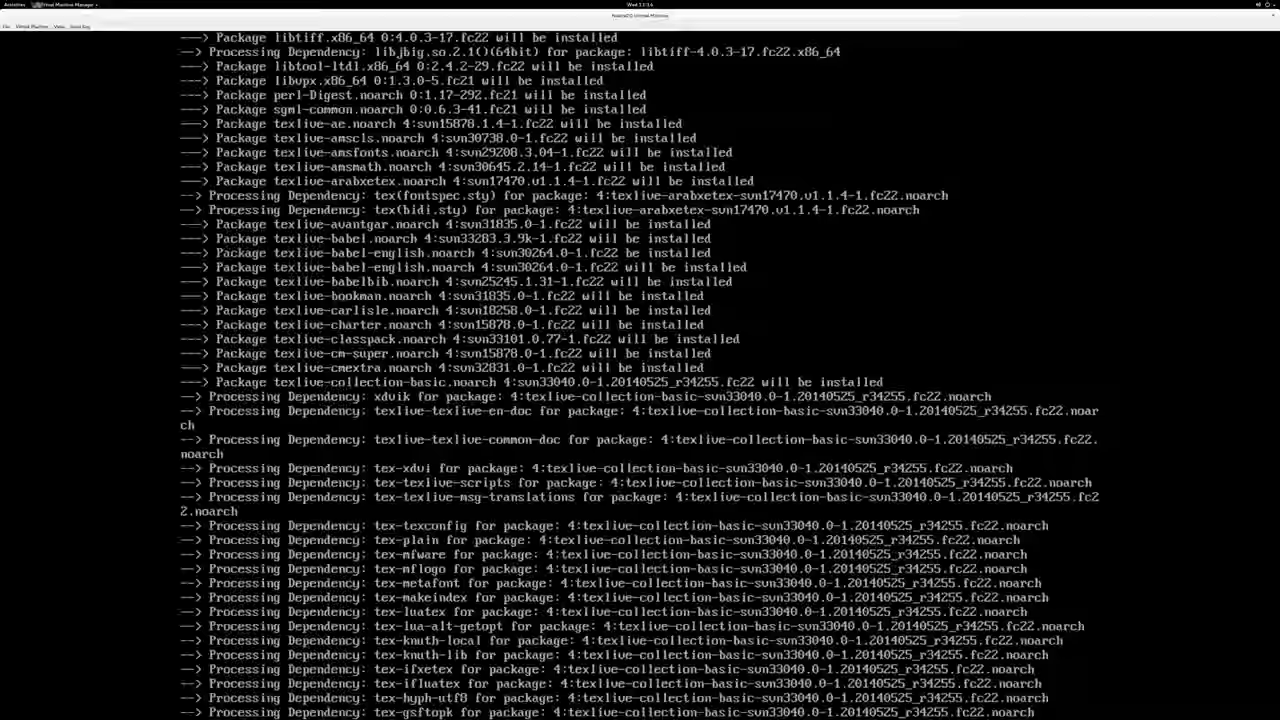 Activities Virtual Machine Manager Wed 13:14
Virtual Machine
File Virtual Machine View Send Key
---> Package libtiff.x86_64 0:4.0.3-17.fc22 will be installed
--> Processing Dependency: libjbig.so.2.1()(64bit) for package: libtiff-4.0.3-17.fc22.x86_64
---> Package libtool-ltdl.x86_64 0:2.4.2-29.fc22 will be installed
---> Package libvpx.x86_64 0:1.3.0-5.fc21 will be installed
---> Package perl-Digest.noarch 0:1.17-292.fc21 will be installed
---> Package sgml-common.noarch 0:0.6.3-41.fc21 will be installed
---> Package texlive-ae.noarch 4:svn15878.1.4-1.fc22 will be installed
---> Package texlive-amscls.noarch 4:svn30738.0-1.fc22 will be installed
---> Package texlive-amsfonts.noarch 4:svn29208.3.04-1.fc22 will be installed
---> Package texlive-amsmath.noarch 4:svn30645.2.14-1.fc22 will be installed
---> Package texlive-arabxetex.noarch 4:svn17470.v1.1.4-1.fc22 will be installed
--> Processing Dependency: tex(fontspec.sty) for package: 4:texlive-arabxetex-svn17470.v1.1.4-1.fc22.noarch
--> Processing Dependency: tex(bidi.sty) for package: 4:texlive-arabxetex-svn17470.v1.1.4-1.fc22.noarch
---> Package texlive-avantgar.noarch 4:svn31835.0-1.fc22 will be installed
---> Package texlive-babel.noarch 4:svn33283.3.9k-1.fc22 will be installed
---> Package texlive-babel-english.noarch 4:svn30264.0-1.fc22 will be installed
---> Package texlive-babel-english.noarch 4:svn30264.0-1.fc22 will be installed
---> Package texlive-babelbib.noarch 4:svn25245.1.31-1.fc22 will be installed
---> Package texlive-bookman.noarch 4:svn31835.0-1.fc22 will be installed
---> Package texlive-carlisle.noarch 4:svn18258.0-1.fc22 will be installed
---> Package texlive-charter.noarch 4:svn15878.0-1.fc22 will be installed
---> Package texlive-classpack.noarch 4:svn33101.0.77-1.fc22 will be installed
---> Package texlive-cm-super.noarch 4:svn15878.0-1.fc22 will be installed
---> Package texlive-cmextra.noarch 4:svn32831.0-1.fc22 will be installed
---> Package texlive-collection-basic.noarch 4:svn33040.0-1.20140525_r34255.fc22 will be installed
--> Processing Dependency: xdvik for package: 4:texlive-collection-basic-svn33040.0-1.20140525_r34255.fc22.noarch
--> Processing Dependency: texlive-texlive-en-doc for package: 4:texlive-collection-basic-svn33040.0-1.20140525_r34255.fc22.noar
ch
--> Processing Dependency: texlive-texlive-common-doc for package: 4:texlive-collection-basic-svn33040.0-1.20140525_r34255.fc22.
noarch
--> Processing Dependency: tex-xdvi for package: 4:texlive-collection-basic-svn33040.0-1.20140525_r34255.fc22.noarch
--> Processing Dependency: tex-texlive-scripts for package: 4:texlive-collection-basic-svn33040.0-1.20140525_r34255.fc22.noarch
--> Processing Dependency: tex-texlive-msg-translations for package: 4:texlive-collection-basic-svn33040.0-1.20140525_r34255.fc2
2.noarch
--> Processing Dependency: tex-texconfig for package: 4:texlive-collection-basic-svn33040.0-1.20140525_r34255.fc22.noarch
--> Processing Dependency: tex-plain for package: 4:texlive-collection-basic-svn33040.0-1.20140525_r34255.fc22.noarch
--> Processing Dependency: tex-mfware for package: 4:texlive-collection-basic-svn33040.0-1.20140525_r34255.fc22.noarch
--> Processing Dependency: tex-mflogo for package: 4:texlive-collection-basic-svn33040.0-1.20140525_r34255.fc22.noarch
--> Processing Dependency: tex-metafont for package: 4:texlive-collection-basic-svn33040.0-1.20140525_r34255.fc22.noarch
--> Processing Dependency: tex-makeindex for package: 4:texlive-collection-basic-svn33040.0-1.20140525_r34255.fc22.noarch
--> Processing Dependency: tex-luatex for package: 4:texlive-collection-basic-svn33040.0-1.20140525_r34255.fc22.noarch
--> Processing Dependency: tex-lua-alt-getopt for package: 4:texlive-collection-basic-svn33040.0-1.20140525_r34255.fc22.noarch
--> Processing Dependency: tex-knuth-local for package: 4:texlive-collection-basic-svn33040.0-1.20140525_r34255.fc22.noarch
--> Processing Dependency: tex-knuth-lib for package: 4:texlive-collection-basic-svn33040.0-1.20140525_r34255.fc22.noarch
--> Processing Dependency: tex-ifxetex for package: 4:texlive-collection-basic-svn33040.0-1.20140525_r34255.fc22.noarch
--> Processing Dependency: tex-ifluatex for package: 4:texlive-collection-basic-svn33040.0-1.20140525_r34255.fc22.noarch
--> Processing Dependency: tex-hyph-utf8 for package: 4:texlive-collection-basic-svn33040.0-1.20140525_r34255.fc22.noarch
--> Processing Dependency: tex-gsftopk for package: 4:texlive-collection-basic-svn33040.0-1.20140525_r34255.fc22.noarch